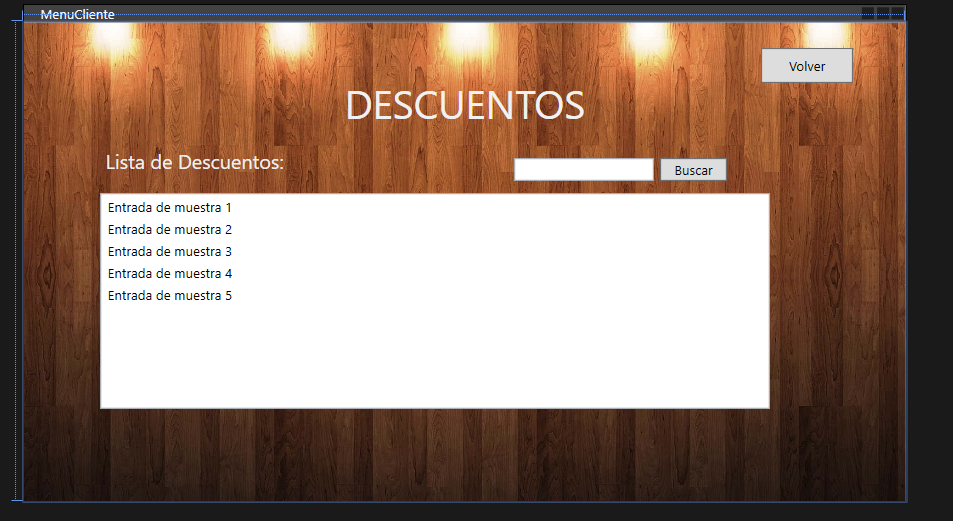 MenuCliente
Volver
DESCUENTOS
Lista de Descuentos:
Buscar
Entrada de muestra 1
Entrada de muestra 2
Entrada de muestra 3
Entrada de muestra 4
Entrada de muestra 5